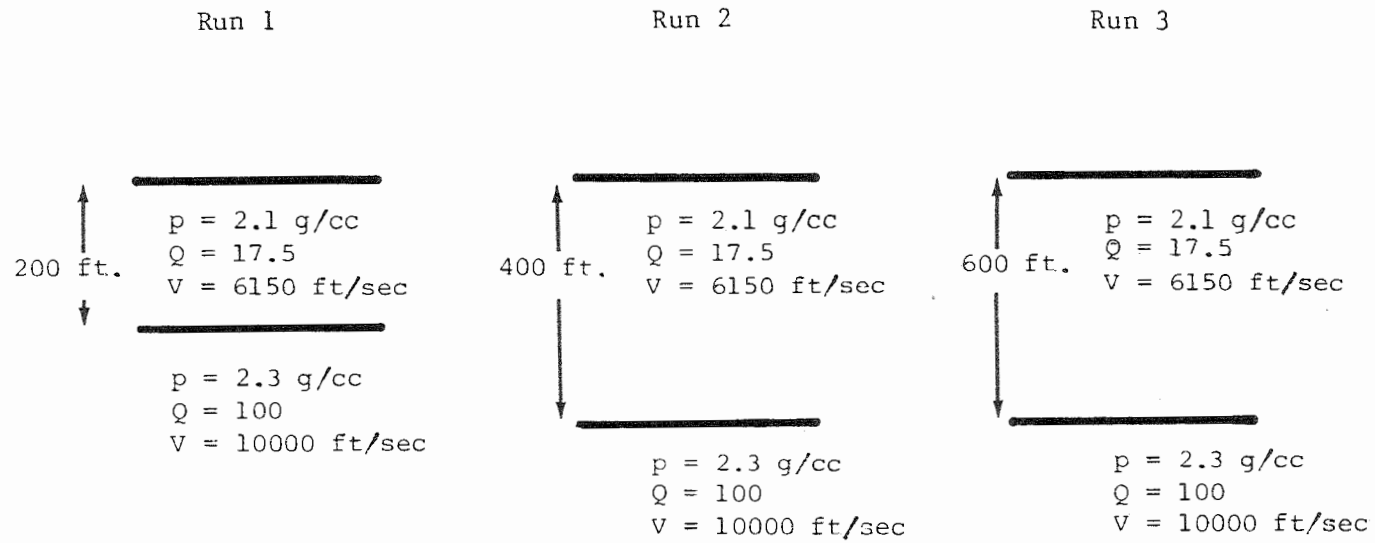 Run 1
Run 2
Run 3
200 ft.
p = 2.1 g/cc
Q = 17.5
V = 6150 ft/sec
p = 2.3 g/cc
Q = 100
V = 10000 ft/sec
400 ft.
p = 2.1 g/cc
Q = 17.5
V = 6150 ft/sec
p = 2.3 g/cc
Q = 100
V = 10000 ft/sec
600 ft.
p = 2.1 g/cc
Q = 17.5
V = 6150 ft/sec
p = 2.3 g/cc
Q = 100
V = 10000 ft/sec